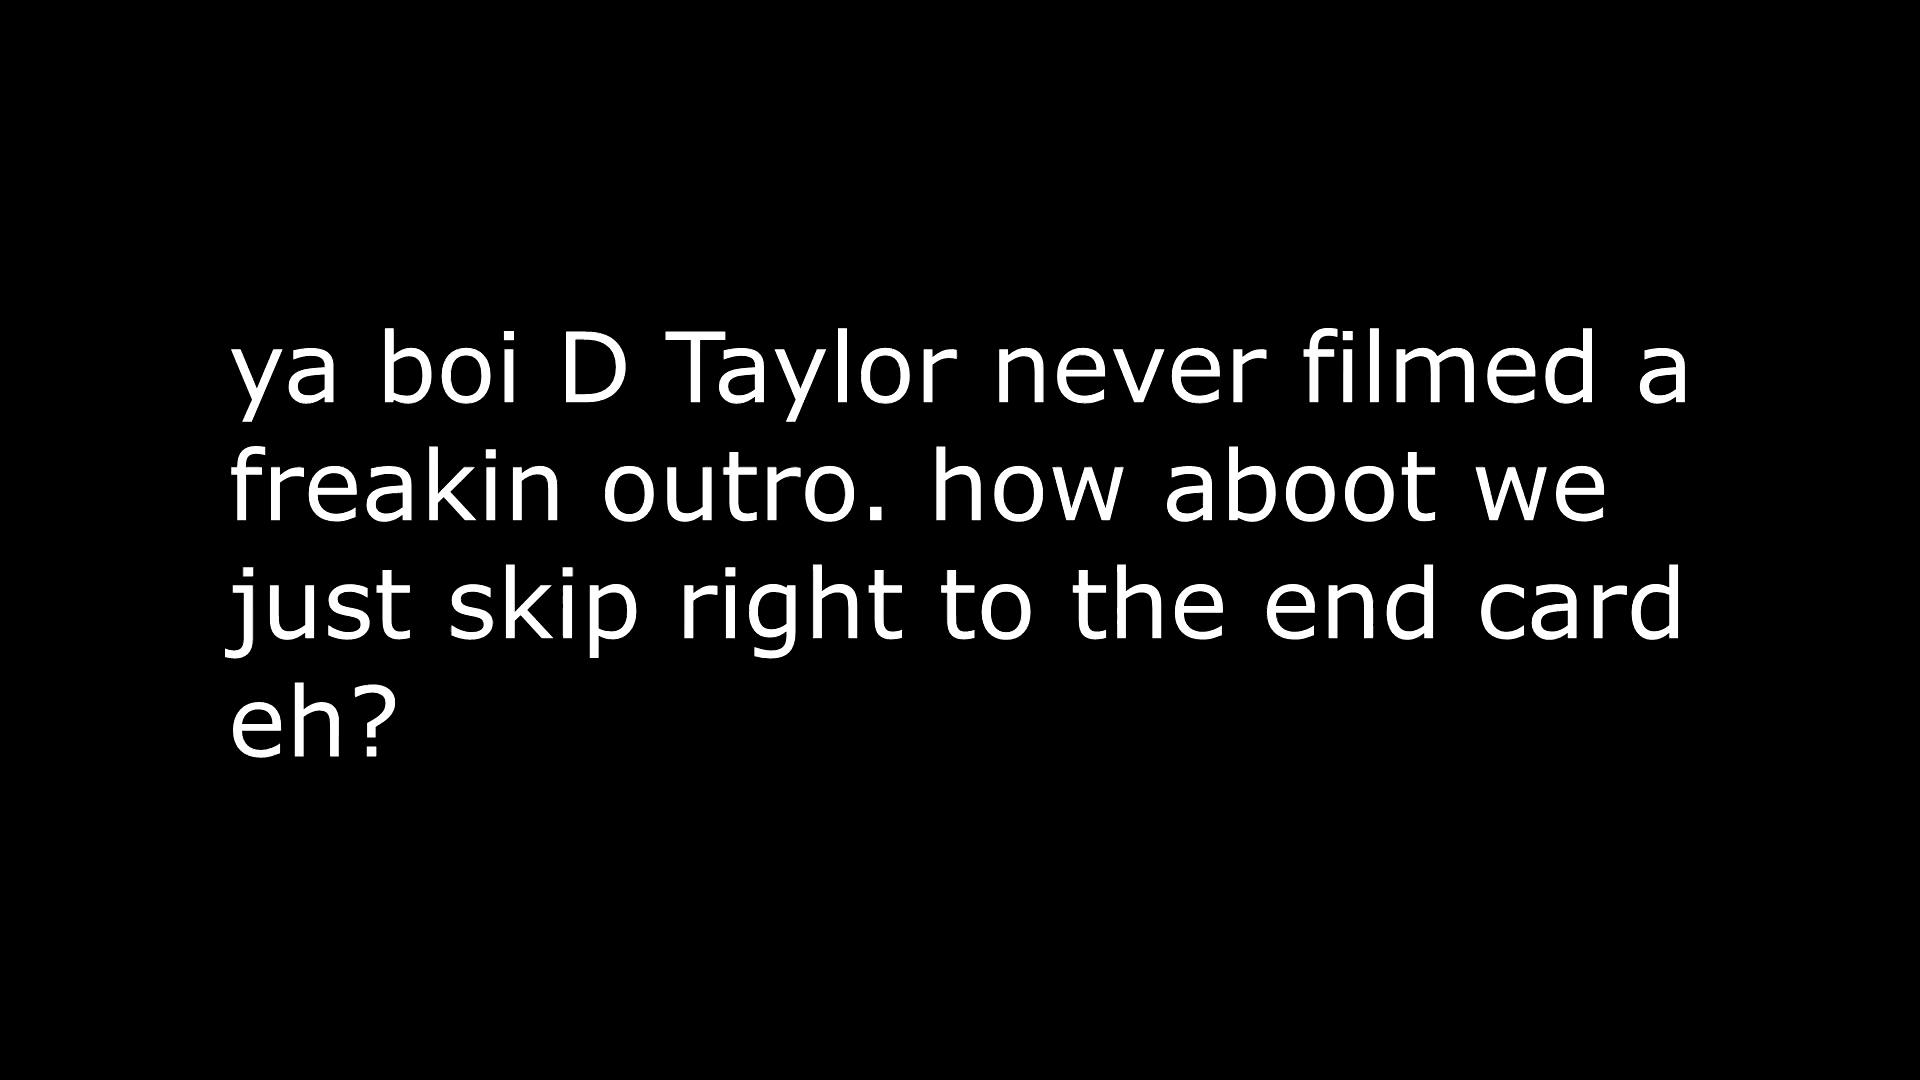 ya boi D Taylor never filmed a
freakin outro. how aboot we
just skip right to the end card
eh?